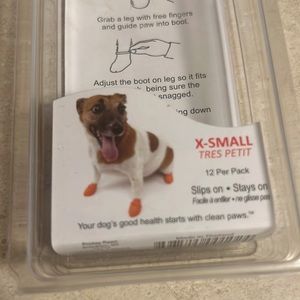 Grab a leg with free fingers
and guide paw into boot.
Adjust the boot on leg so it fits
being sure the
snagged.
ing down
X-SMALL
TRES PETIT
12 Per Pack
Slips on • Stays on
Facile à enfiler • ne glisse pas
Your dog's good health starts with clean paws.™